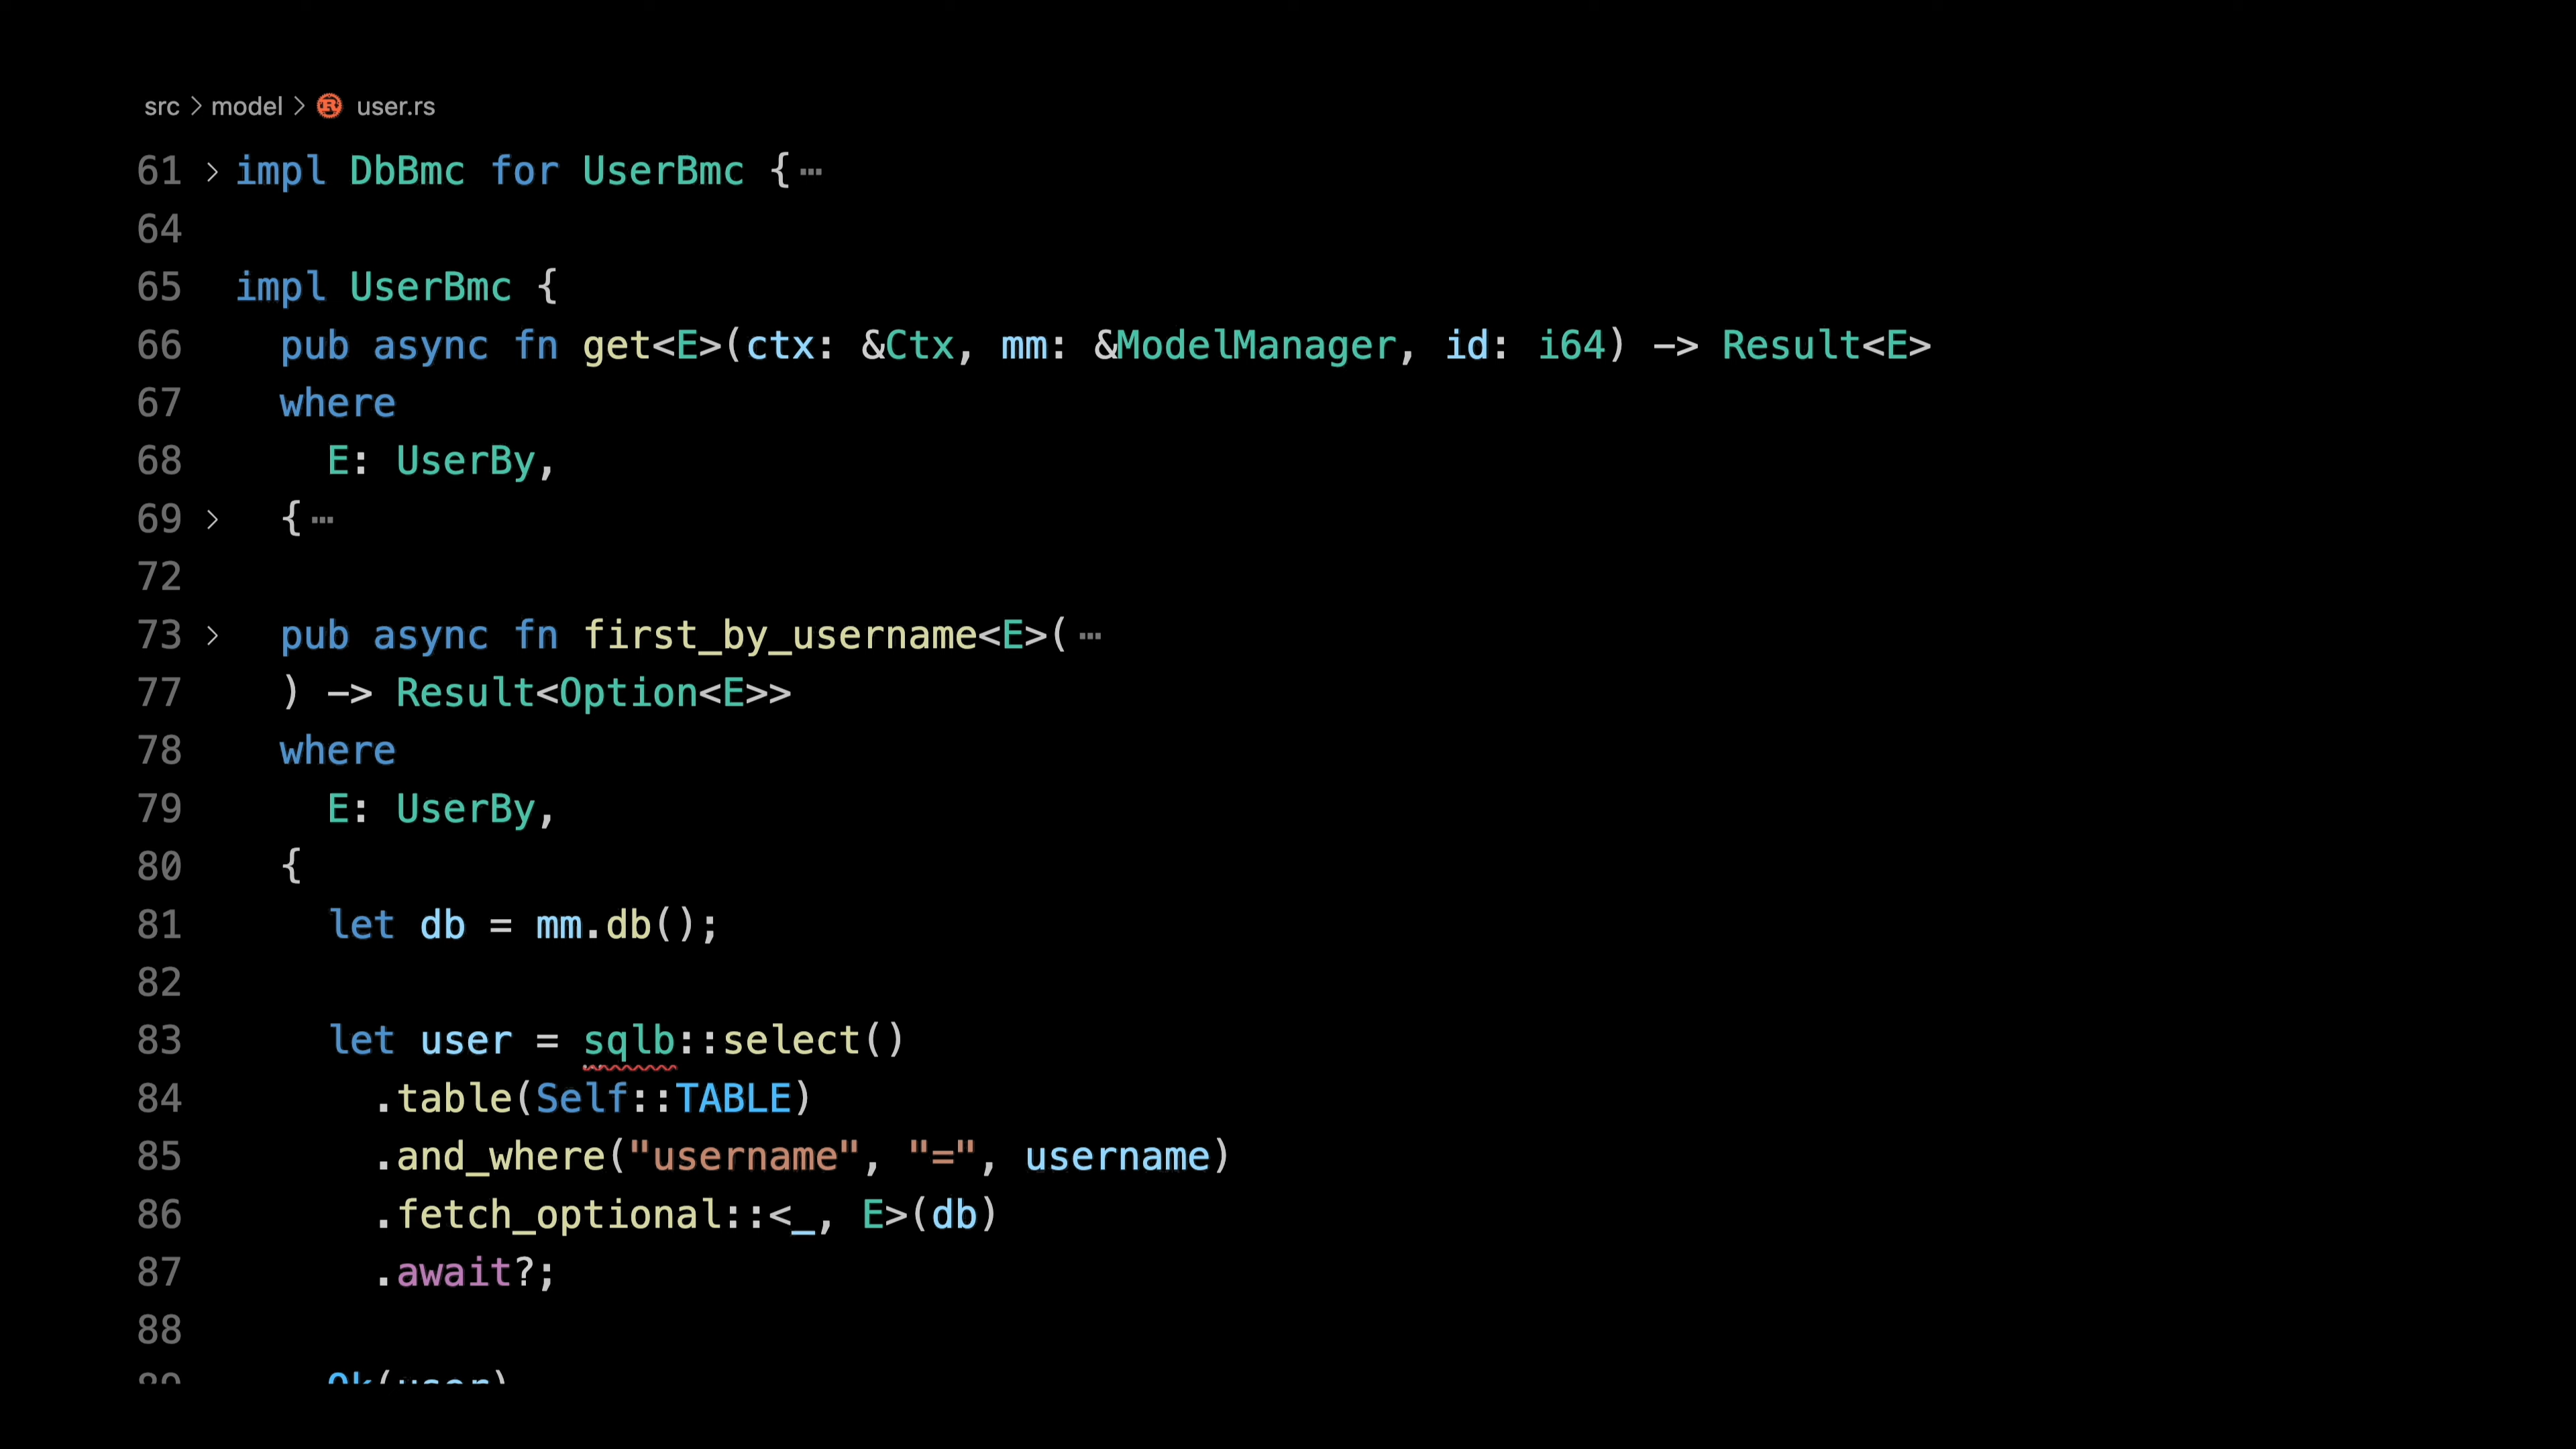 src > model > user.rs
61 > impl DbBmc for UserBmc {⋯
64
65 impl UserBmc {
66 pub async fn get<E>(ctx: &Ctx, mm: &ModelManager, id: i64) -> Result<E>
67 where
68 E: UserBy,
69 > {⋯
72
73 > pub async fn first_by_username<E>(⋯
77 ) -> Result<Option<E>>
78 where
79 E: UserBy,
80 {
81 let db = mm.db();
82
83 let user = sqlb::select()
84 .table(Self::TABLE)
85 .and_where("username", "=", username)
86 .fetch_optional::<_, E>(db)
87 .await?;
88
89 Ok(user)